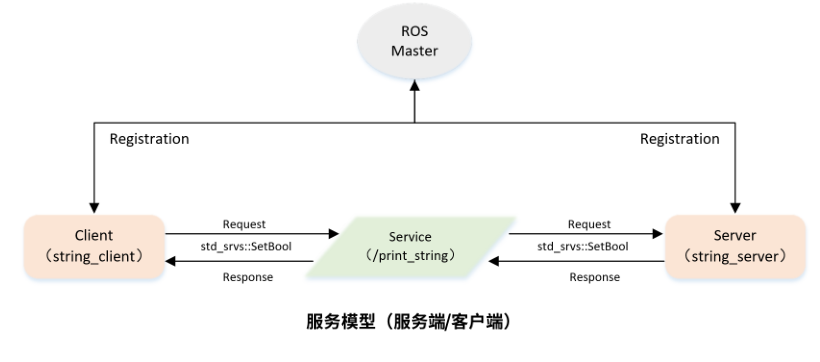 ROS
Master
Registration
Registration
Client
（string_client）
Request
std_srvs::SetBool
Response
Service
（/print_string）
Request
std_srvs::SetBool
Response
Server
（string_server）
服务模型（服务端/客户端）